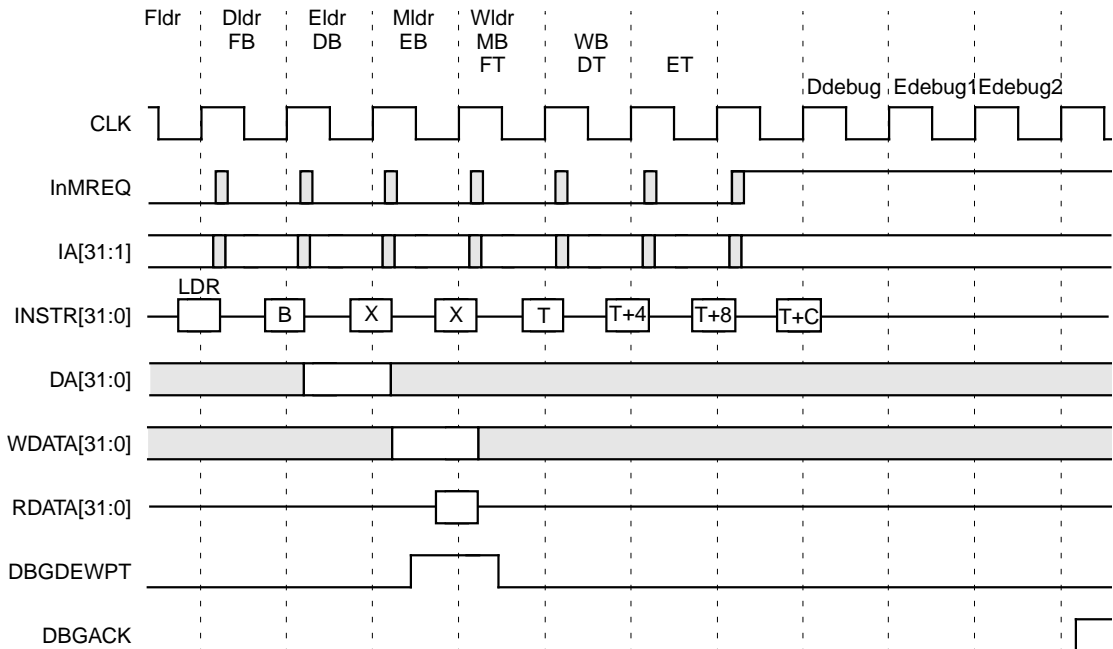 Fldr Dldr Eldr Mldr Wldr
FB DB EB MB WB
FT DT ET
Ddebug Edebug1 Edebug2
CLK
InMREQ
IA[31:1]
LDR
INSTR[31:0] B X X T T+4 T+8 T+C
DA[31:0]
WDATA[31:0]
RDATA[31:0]
DBGDEWPT
DBGACK